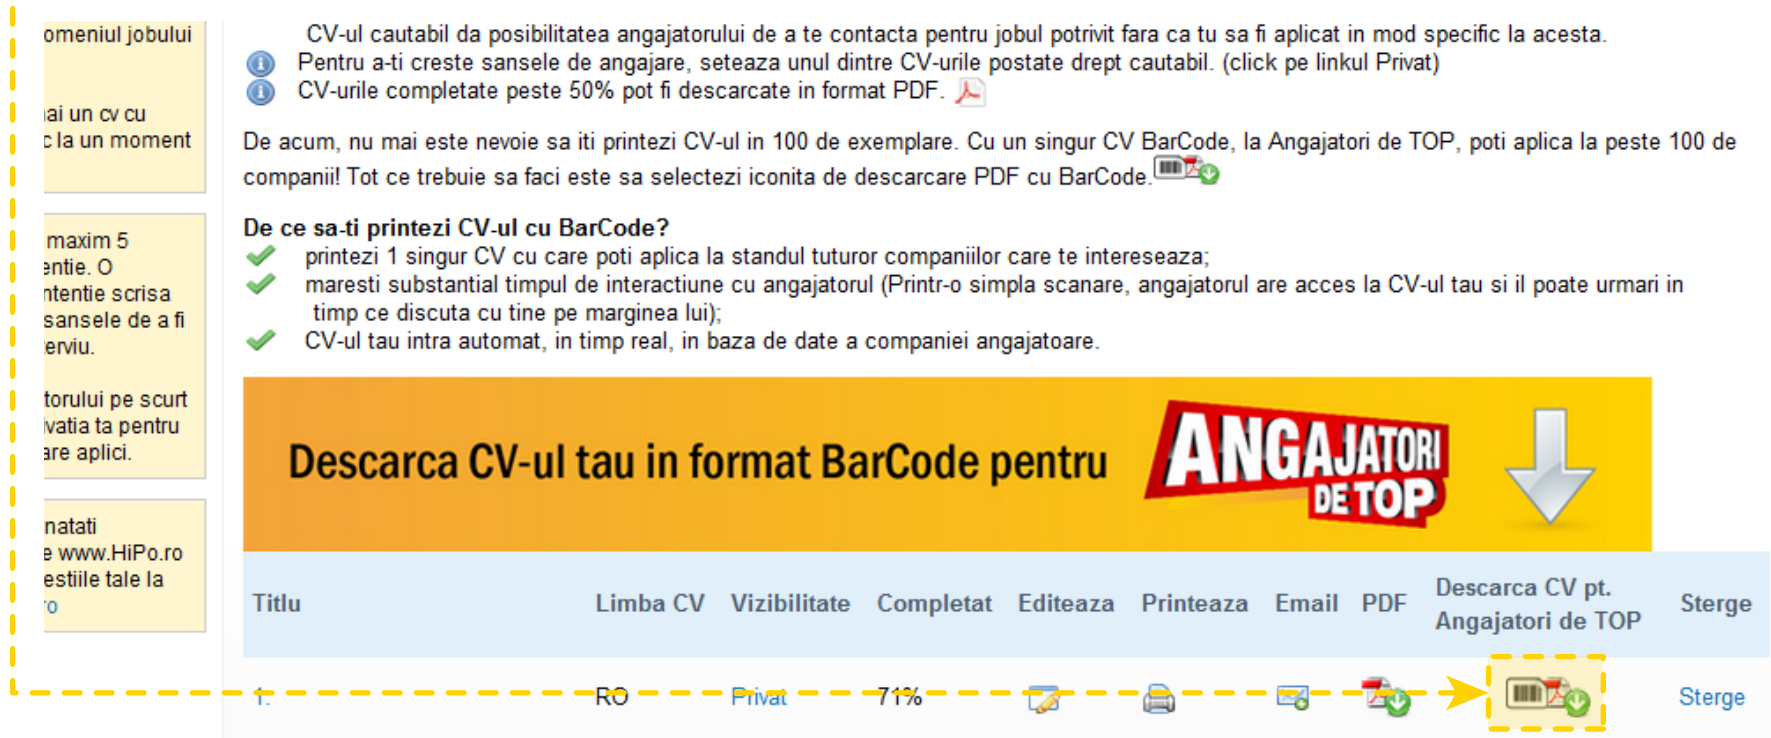 omeniul jobului
ai un cv cu
c la un moment
maxim 5
entie. O
ntentie scrisa
sansele de a fi
erviu.
torului pe scurt
ivatia ta pentru
are aplici.
natati
e www.HiPo.ro
estiile tale la
ro
CV-ul cautabil da posibilitatea angajatorului de a te contacta pentru jobul potrivit fara ca tu sa fi aplicat in mod specific la acesta.
Pentru a-ti creste sansele de angajare, seteaza unul dintre CV-urile postate drept cautabil. (click pe linkul Privat)
CV-urile completate peste 50% pot fi descarcate in format PDF.
De acum, nu mai este nevoie sa iti printezi CV-ul in 100 de exemplare. Cu un singur CV BarCode, la Angajatori de TOP, poti aplica la peste 100 de
companii! Tot ce trebuie sa faci este sa selectezi iconita de descarcare PDF cu BarCode.
De ce sa-ti printezi CV-ul cu BarCode?
printezi 1 singur CV cu care poti aplica la standul tuturor companiilor care te intereseaza;
maresti substantial timpul de interactiune cu angajatorul (Printr-o simpla scanare, angajatorul are acces la CV-ul tau si il poate urmari in
timp ce discuta cu tine pe marginea lui);
CV-ul tau intra automat, in timp real, in baza de date a companiei angajatoare.
Descarca CV-ul tau in format BarCode pentru
ANGAJATORI
DE TOP
Titlu Limba CV Vizibilitate Completat Editeaza Printeaza Email PDF Descarca CV pt. Angajatori de TOP Sterge
1. RO Privat 71% Sterge